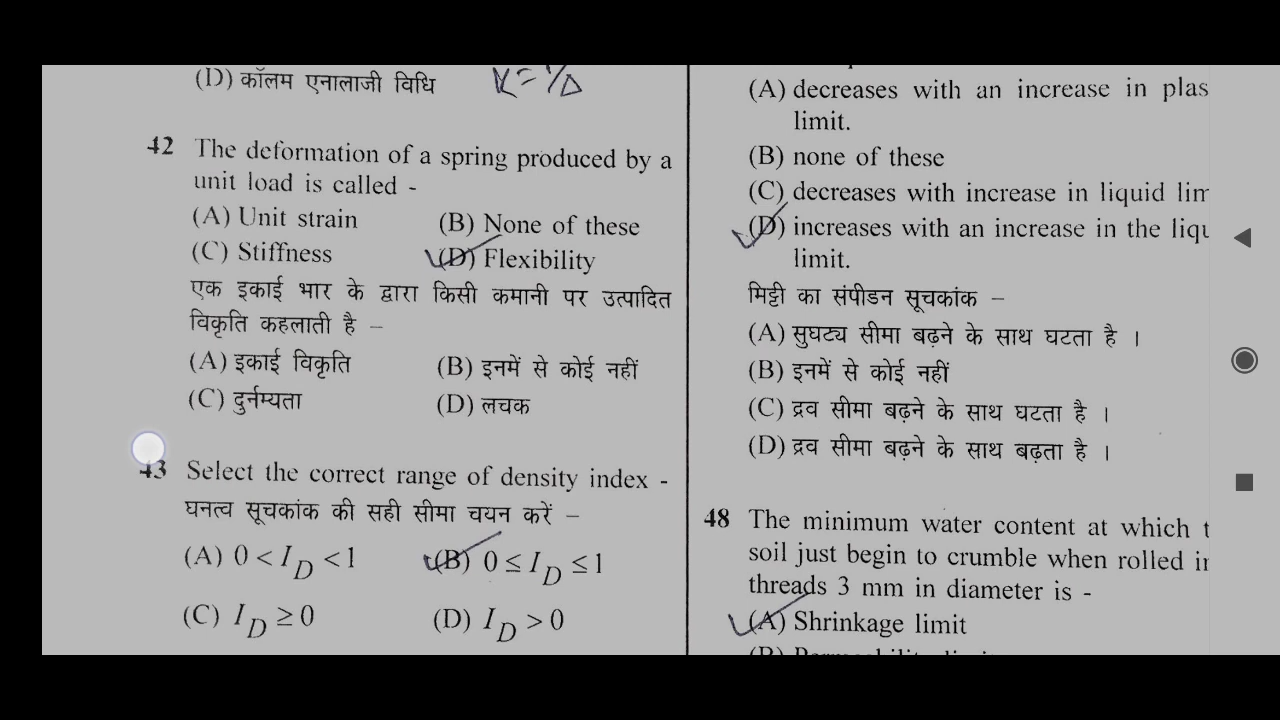 (D) कॉलम एनालाजी विधि K = 1/Δ
42 The deformation of a spring produced by a
unit load is called -
(A) Unit strain (B) None of these
(C) Stiffness (D) Flexibility
एक इकाई भार के द्वारा किसी कमानी पर उत्पादित
विकृति कहलाती है –
(A) इकाई विकृति (B) इनमें से कोई नहीं
(C) दुर्नम्यता (D) लचक
43 Select the correct range of density index -
घनत्व सूचकांक की सही सीमा चयन करें –
(A) 0 < I_D < 1 (B) 0 ≤ I_D ≤ 1
(C) I_D ≥ 0 (D) I_D > 0
(A) decreases with an increase in plas
limit.
(B) none of these
(C) decreases with increase in liquid lim
(D) increases with an increase in the liqu
limit.
मिट्टी का संपीडन सूचकांक –
(A) सुघट्य सीमा बढ़ने के साथ घटता है ।
(B) इनमें से कोई नहीं
(C) द्रव सीमा बढ़ने के साथ घटता है ।
(D) द्रव सीमा बढ़ने के साथ बढ़ता है ।
48 The minimum water content at which t
soil just begin to crumble when rolled in
threads 3 mm in diameter is -
(A) Shrinkage limit